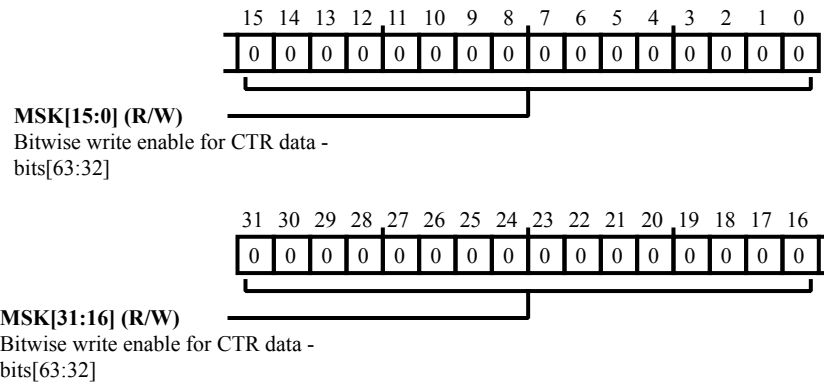 15 14 13 12 11 10 9 8 7 6 5 4 3 2 1 0
0 0 0 0 0 0 0 0 0 0 0 0 0 0 0 0
MSK[15:0] (R/W)
Bitwise write enable for CTR data -
bits[63:32]
31 30 29 28 27 26 25 24 23 22 21 20 19 18 17 16
0 0 0 0 0 0 0 0 0 0 0 0 0 0 0 0
MSK[31:16] (R/W)
Bitwise write enable for CTR data -
bits[63:32]